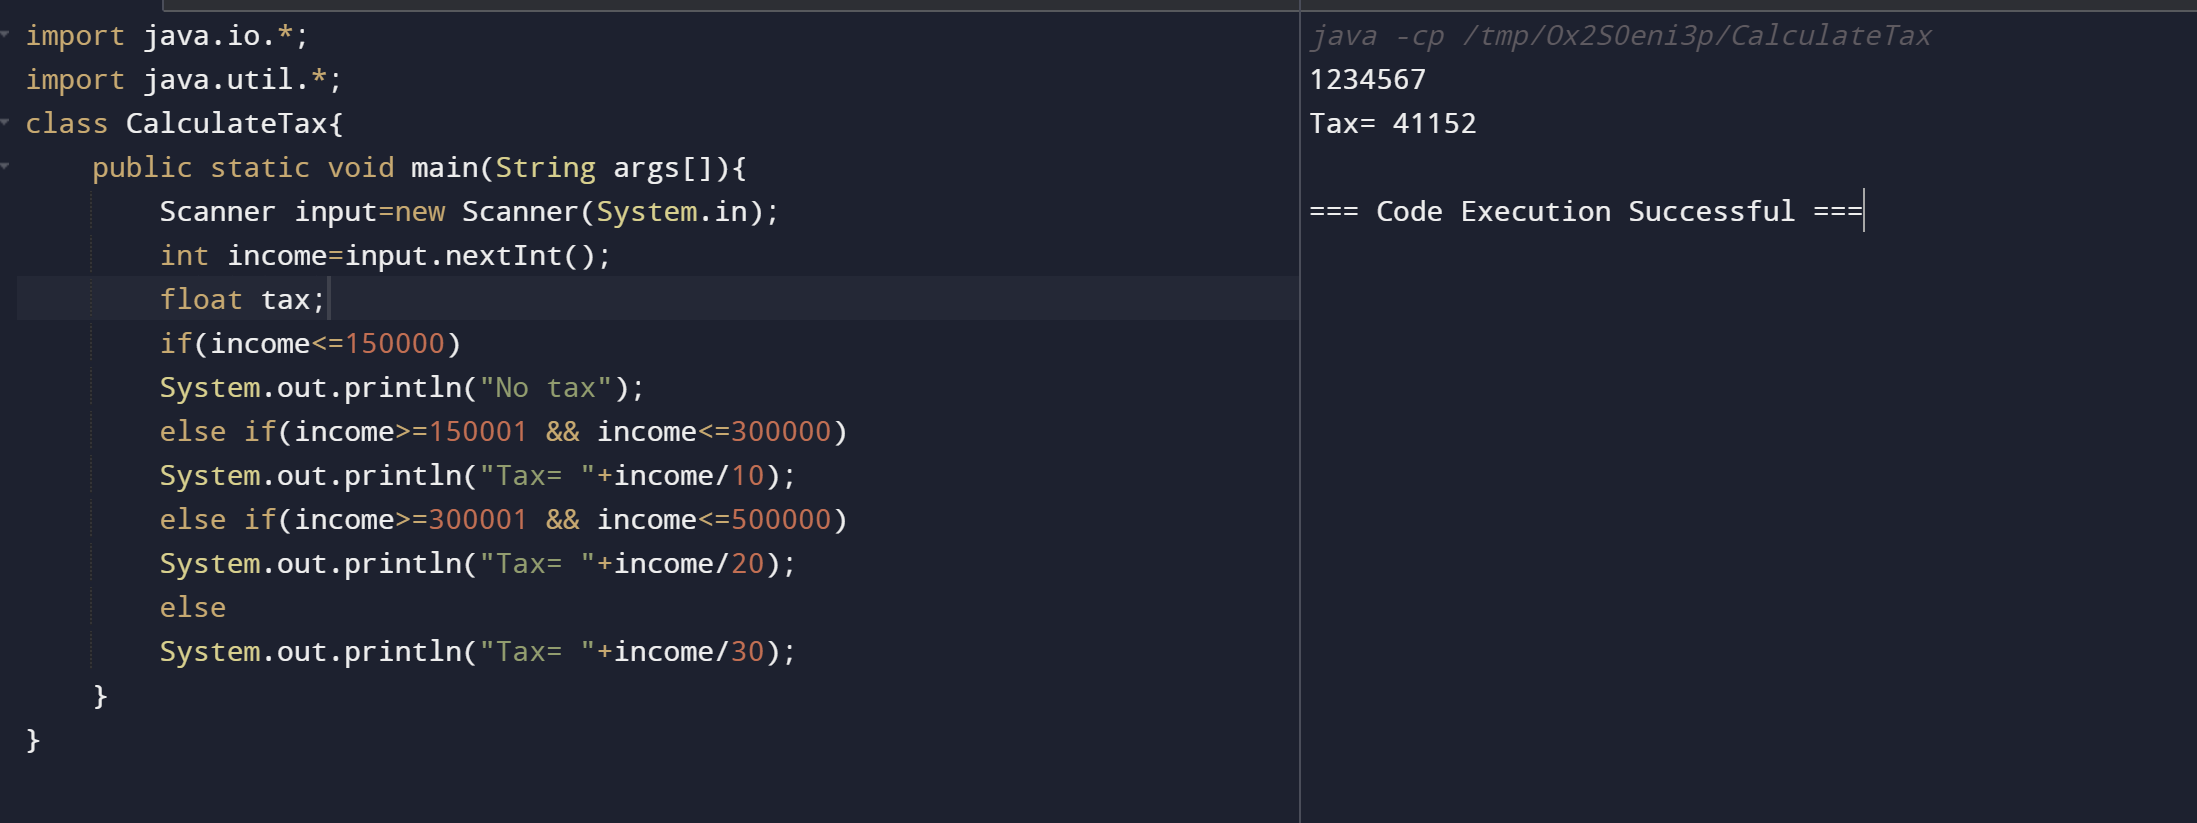 import java.io.*;
import java.util.*;
class CalculateTax{
    public static void main(String args[]){
        Scanner input=new Scanner(System.in);
        int income=input.nextInt();
        float tax;
        if(income<=150000)
        System.out.println("No tax");
        else if(income>=150001 && income<=300000)
        System.out.println("Tax= "+income/10);
        else if(income>=300001 && income<=500000)
        System.out.println("Tax= "+income/20);
        else
        System.out.println("Tax= "+income/30);
    }
}
java -cp /tmp/Ox2SOeni3p/CalculateTax
1234567
Tax= 41152
=== Code Execution Successful ===